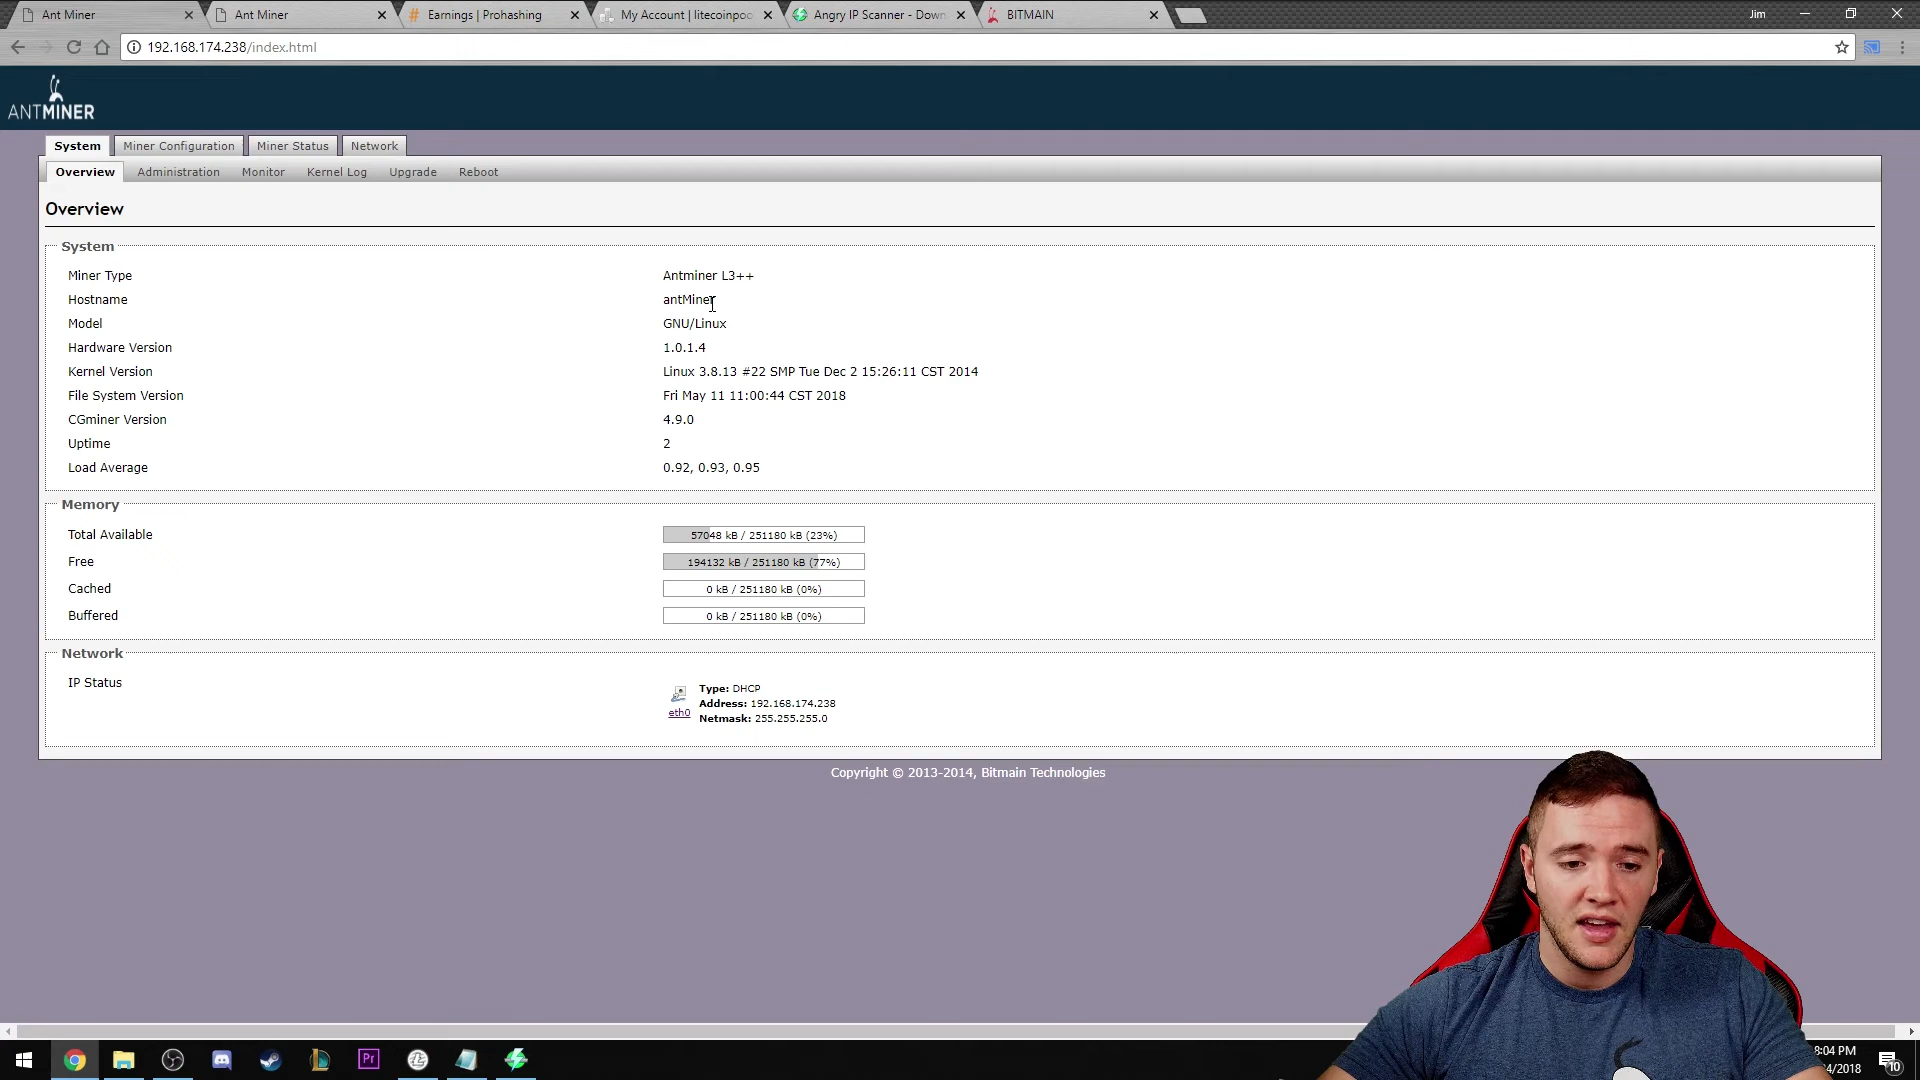 Ant Miner
Ant Miner
Earnings | Prohashing
My Account | litecoinpoo
Angry IP Scanner - Down
BITMAIN
Jim
192.168.174.238/index.html
ANTMINER
System
Miner Configuration
Miner Status
Network
Overview
Administration
Monitor
Kernel Log
Upgrade
Reboot
Overview
System
Miner Type
Antminer L3++
Hostname
antMiner
Model
GNU/Linux
Hardware Version
1.0.1.4
Kernel Version
Linux 3.8.13 #22 SMP Tue Dec 2 15:26:11 CST 2014
File System Version
Fri May 11 11:00:44 CST 2018
CGminer Version
4.9.0
Uptime
2
Load Average
0.92, 0.93, 0.95
Memory
Total Available
57048 kB / 251180 kB (23%)
Free
194132 kB / 251180 kB (77%)
Cached
0 kB / 251180 kB (0%)
Buffered
0 kB / 251180 kB (0%)
Network
IP Status
eth0
Type: DHCP
Address: 192.168.174.238
Netmask: 255.255.255.0
Copyright © 2013-2014, Bitmain Technologies
Pr
8:04 PM
4/2018
10